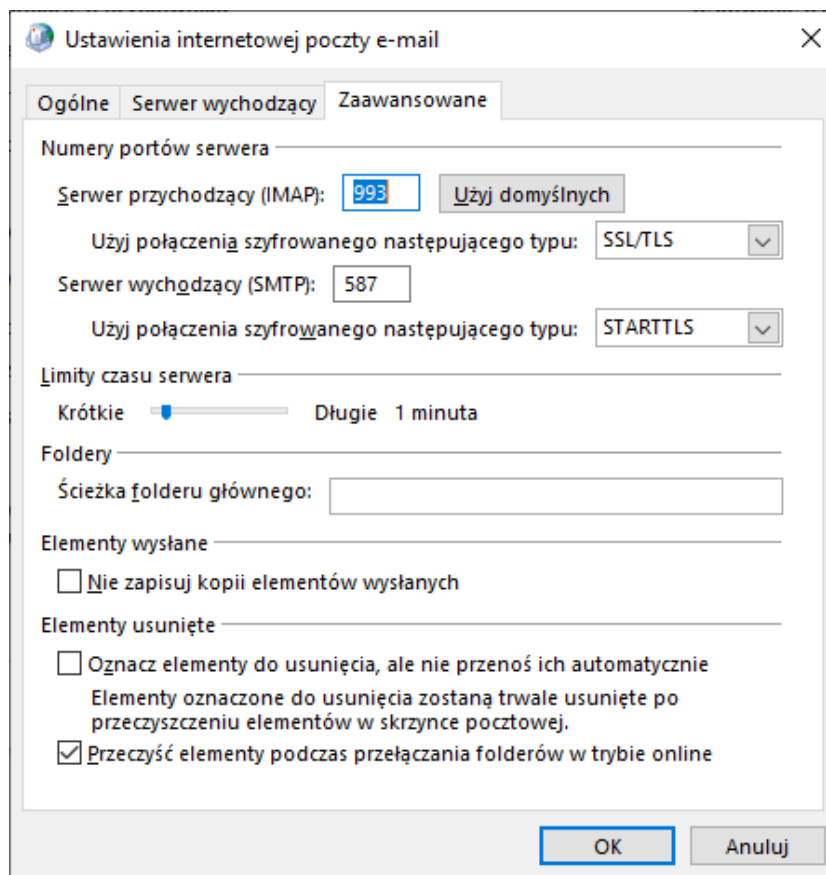 Ustawienia internetowej poczty e-mail
Ogólne Serwer wychodzący Zaawansowane
Numery portów serwera
Serwer przychodzący (IMAP): 993 Użyj domyślnych
Użyj połączenia szyfrowanego następującego typu: SSL/TLS
Serwer wychodzący (SMTP): 587
Użyj połączenia szyfrowanego następującego typu: STARTTLS
Limity czasu serwera
Krótkie Długie 1 minuta
Foldery
Ścieżka folderu głównego:
Elementy wysłane
Nie zapisuj kopii elementów wysłanych
Elementy usunięte
Oznacz elementy do usunięcia, ale nie przenoś ich automatycznie
Elementy oznaczone do usunięcia zostaną trwale usunięte po
przeczyszczeniu elementów w skrzynce pocztowej.
Przeczyść elementy podczas przełączania folderów w trybie online
OK Anuluj